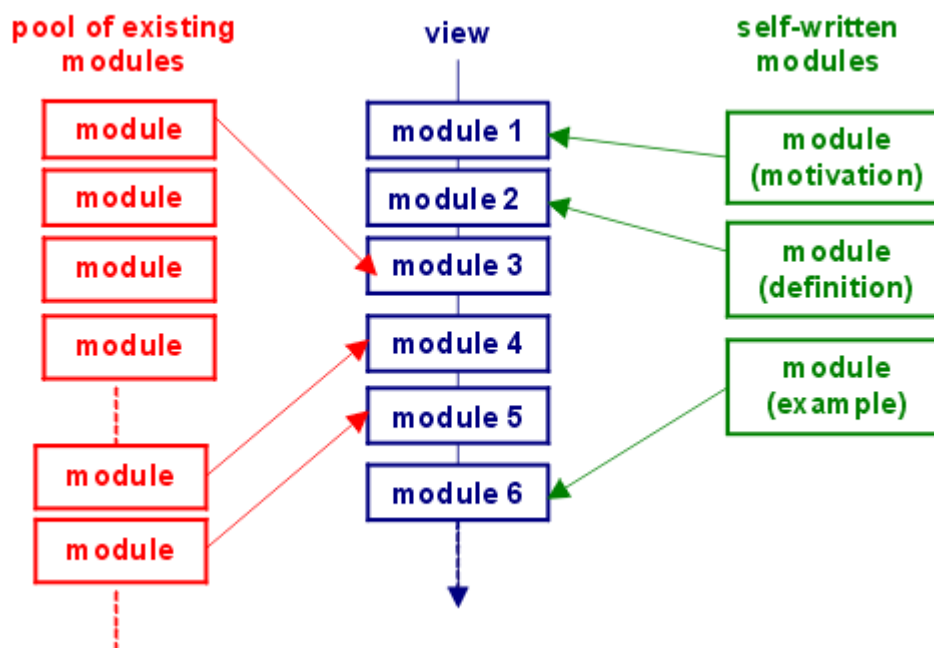 pool of existing
modules
module
module
module
module
module
module
view
module 1
module 2
module 3
module 4
module 5
module 6
self-written
modules
module
(motivation)
module
(definition)
module
(example)